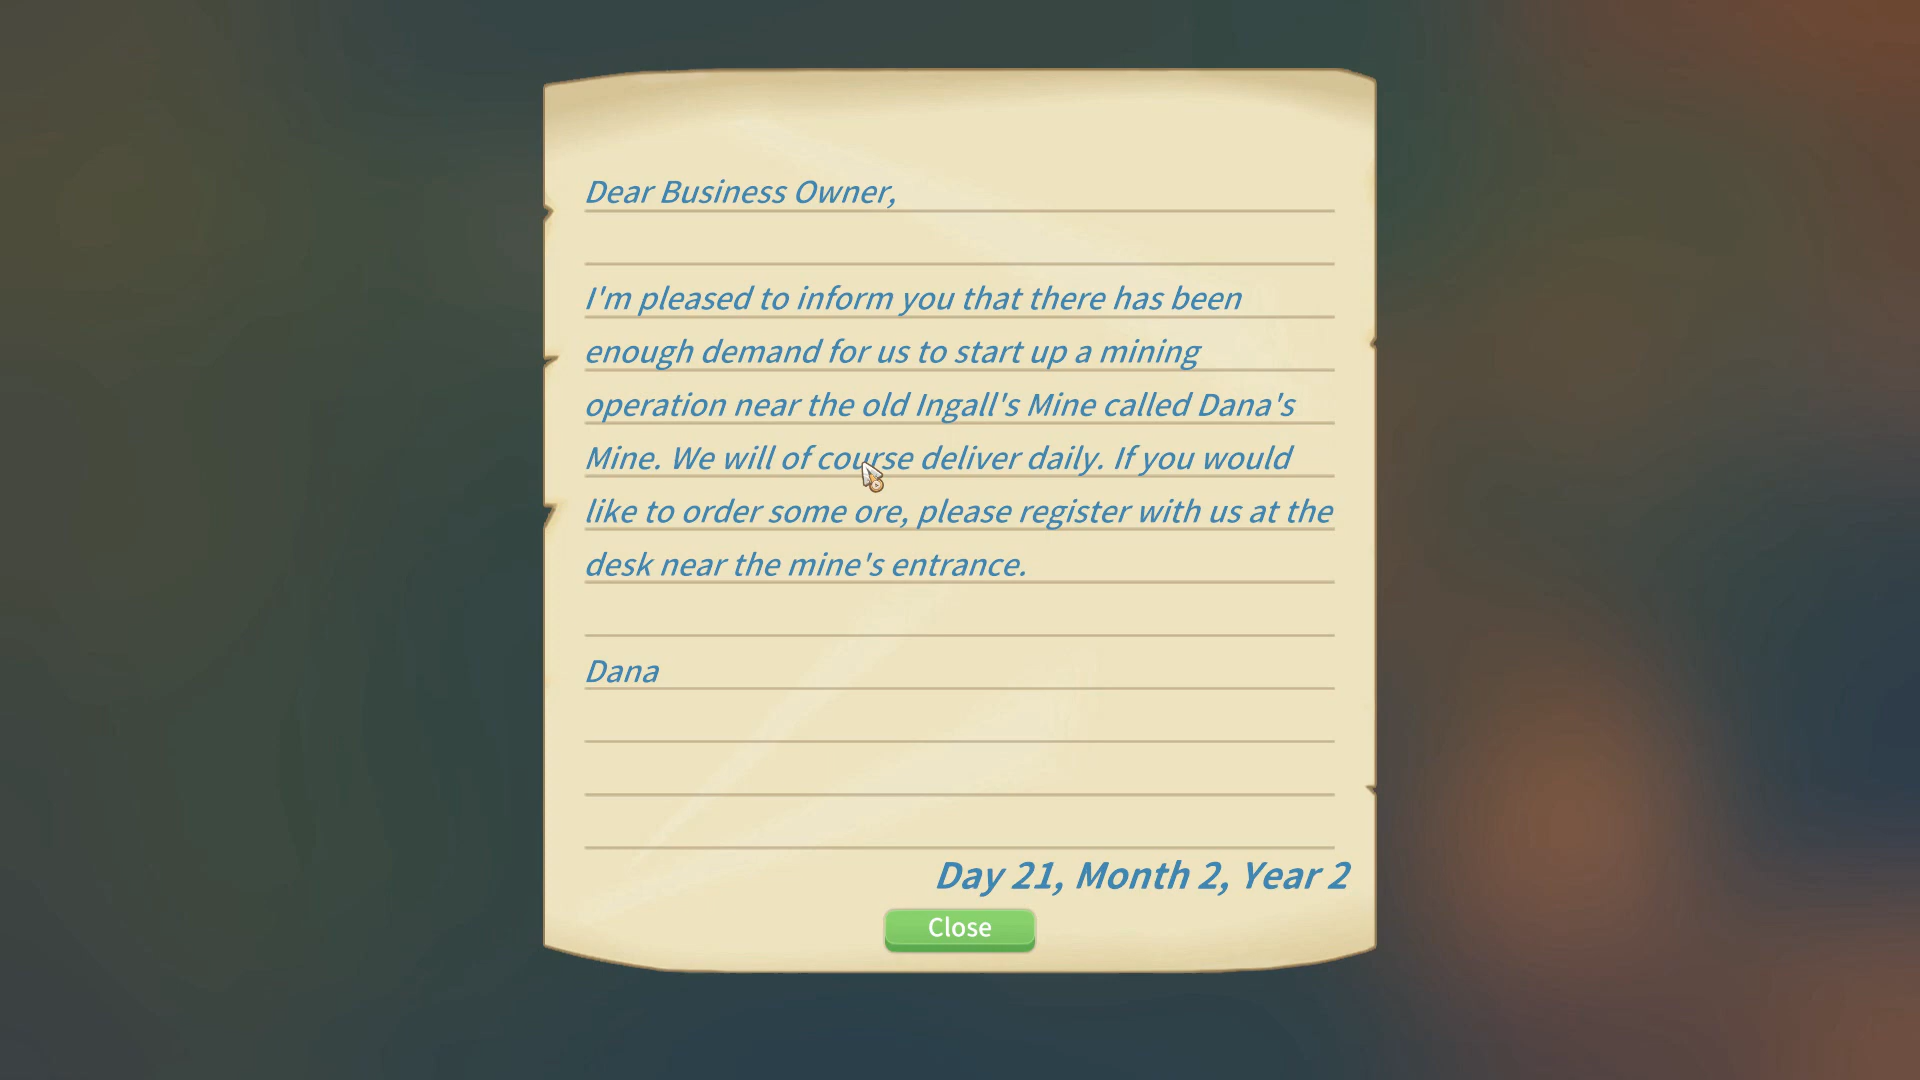 Dear Business Owner,
I'm pleased to inform you that there has been
enough demand for us to start up a mining
operation near the old Ingall's Mine called Dana's
Mine. We will of course deliver daily. If you would
like to order some ore, please register with us at the
desk near the mine's entrance.
Dana
Day 21, Month 2, Year 2
Close